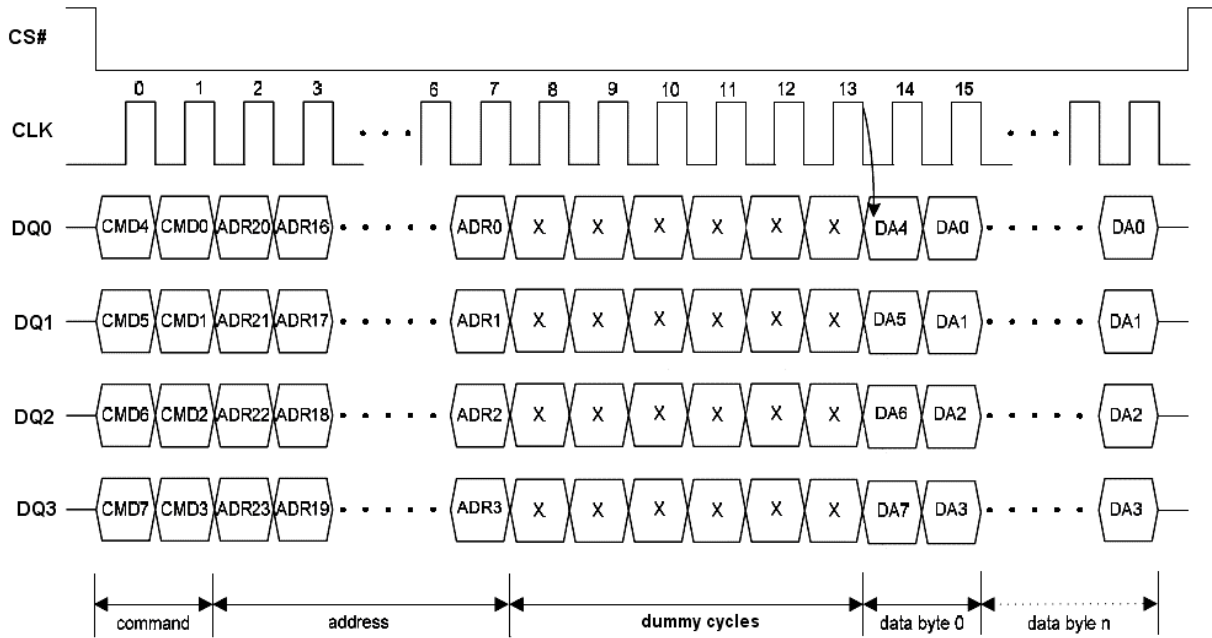 CS#
0 1 2 3 6 7 8 9 10 11 12 13 14 15
CLK
DQ0 CMD4 CMD0 ADR20 ADR16 ADR0 X X X X X X DA4 DA0 DA0
DQ1 CMD5 CMD1 ADR21 ADR17 ADR1 X X X X X X DA5 DA1 DA1
DQ2 CMD6 CMD2 ADR22 ADR18 ADR2 X X X X X X DA6 DA2 DA2
DQ3 CMD7 CMD3 ADR23 ADR19 ADR3 X X X X X X DA7 DA3 DA3
command address dummy cycles data byte 0 data byte n